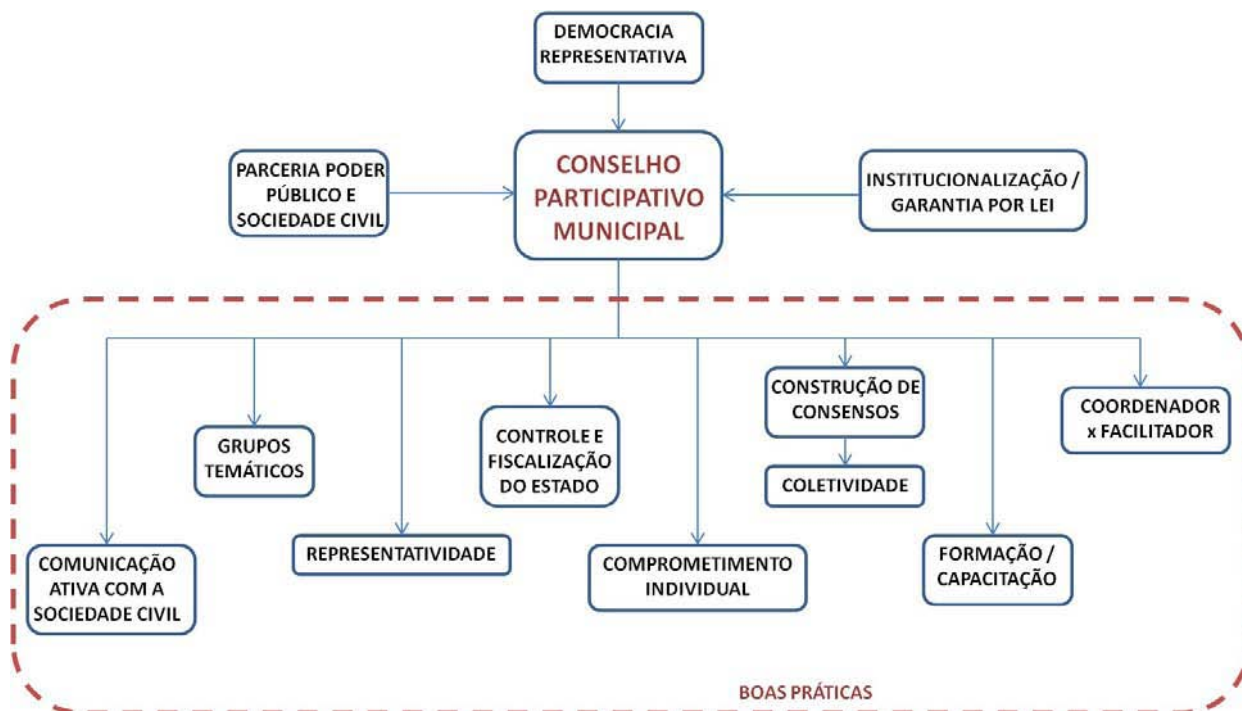 DEMOCRACIA
REPRESENTATIVA
PARCERIA PODER
PÚBLICO E
SOCIEDADE CIVIL
CONSELHO
PARTICIPATIVO
MUNICIPAL
INSTITUCIONALIZAÇÃO /
GARANTIA POR LEI
COMUNICAÇÃO
ATIVA COM A
SOCIEDADE CIVIL
GRUPOS
TEMÁTICOS
REPRESENTATIVIDADE
CONTROLE E
FISCALIZAÇÃO
DO ESTADO
COMPROMETIMENTO
INDIVIDUAL
CONSTRUÇÃO DE
CONSENSOS
COLETIVIDADE
FORMAÇÃO /
CAPACITAÇÃO
COORDENADOR
x FACILITADOR
BOAS PRÁTICAS